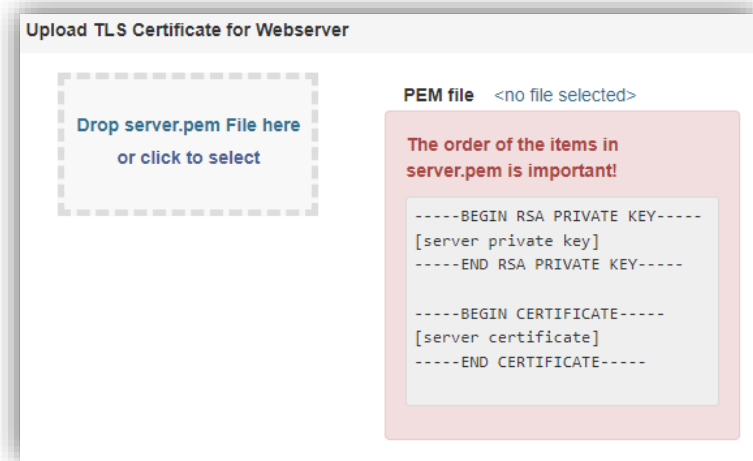 Upload TLS Certificate for Webserver
Drop server.pem File here
or click to select
PEM file <no file selected>
The order of the items in
server.pem is important!
-----BEGIN RSA PRIVATE KEY-----
[server private key]
-----END RSA PRIVATE KEY-----
-----BEGIN CERTIFICATE-----
[server certificate]
-----END CERTIFICATE-----